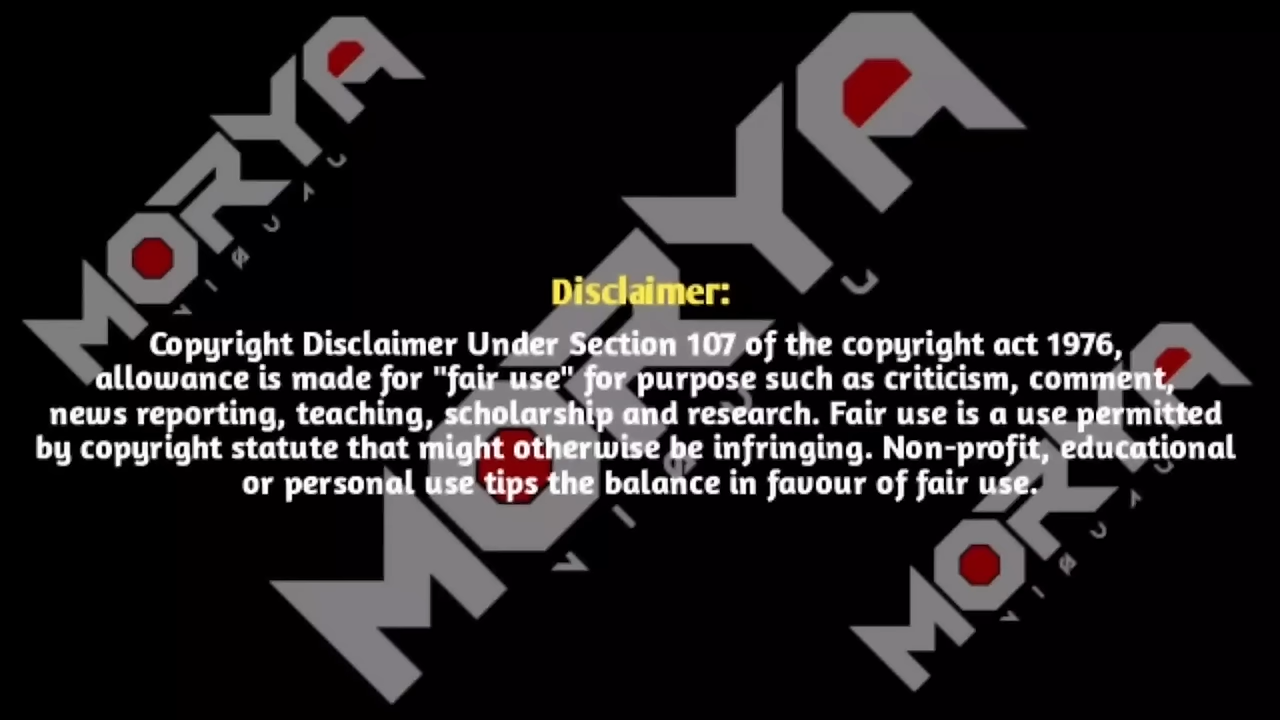 MORYA
VISUAL
MORYA
VISUAL
Disclaimer:
Copyright Disclaimer Under Section 107 of the copyright act 1976,
allowance is made for "fair use" for purpose such as criticism, comment,
news reporting, teaching, scholarship and research. Fair use is a use permitted
by copyright statute that might otherwise be infringing. Non-profit, educational
or personal use tips the balance in favour of fair use.
MORYA